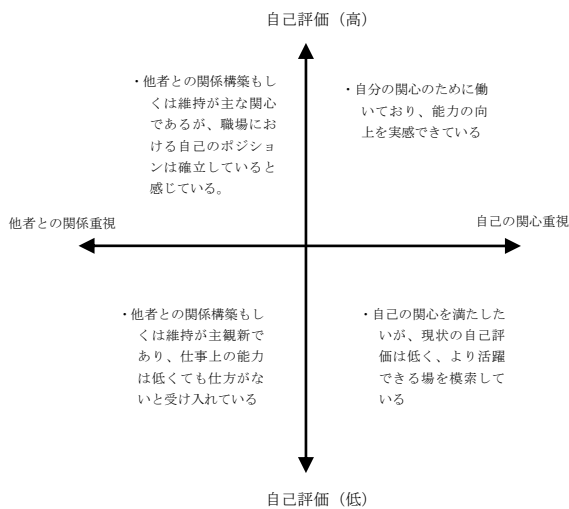 自己評価(高)
・他者との関係構築もし
くは維持が主な関心
であるが、職場にお
ける自己のポジショ
ンは確立していると
感じている。
・自分の関心のために働
いており、能力の向
上を実感できている
他者との関係重視
自己の関心重視
・他者との関係構築もし
くは維持が主観新で
あり、仕事上の能力
は低くても仕方がな
いと受け入れている
・自己の関心を満たした
いが、現状の自己評
価は低く、より活躍
できる場を模索して
いる
自己評価(低)